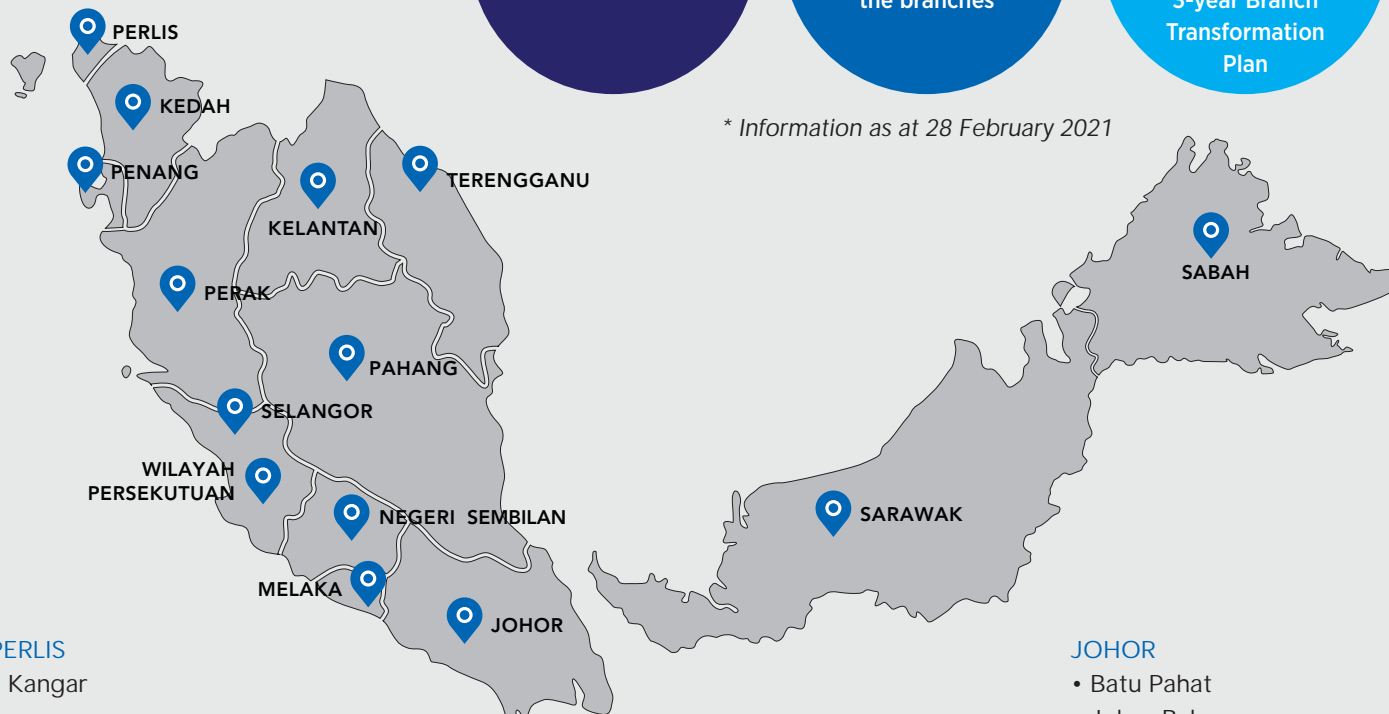 the branches
3-year Branch
Transformation
Plan
* Information as at 28 February 2021
PERLIS
KEDAH
PENANG
TERENGGANU
KELANTAN
SABAH
PERAK
PAHANG
SELANGOR
WILAYAH
PERSEKUTUAN
NEGERI SEMBILAN
SARAWAK
MELAKA
JOHOR
PERLIS
Kangar
JOHOR
• Batu Pahat